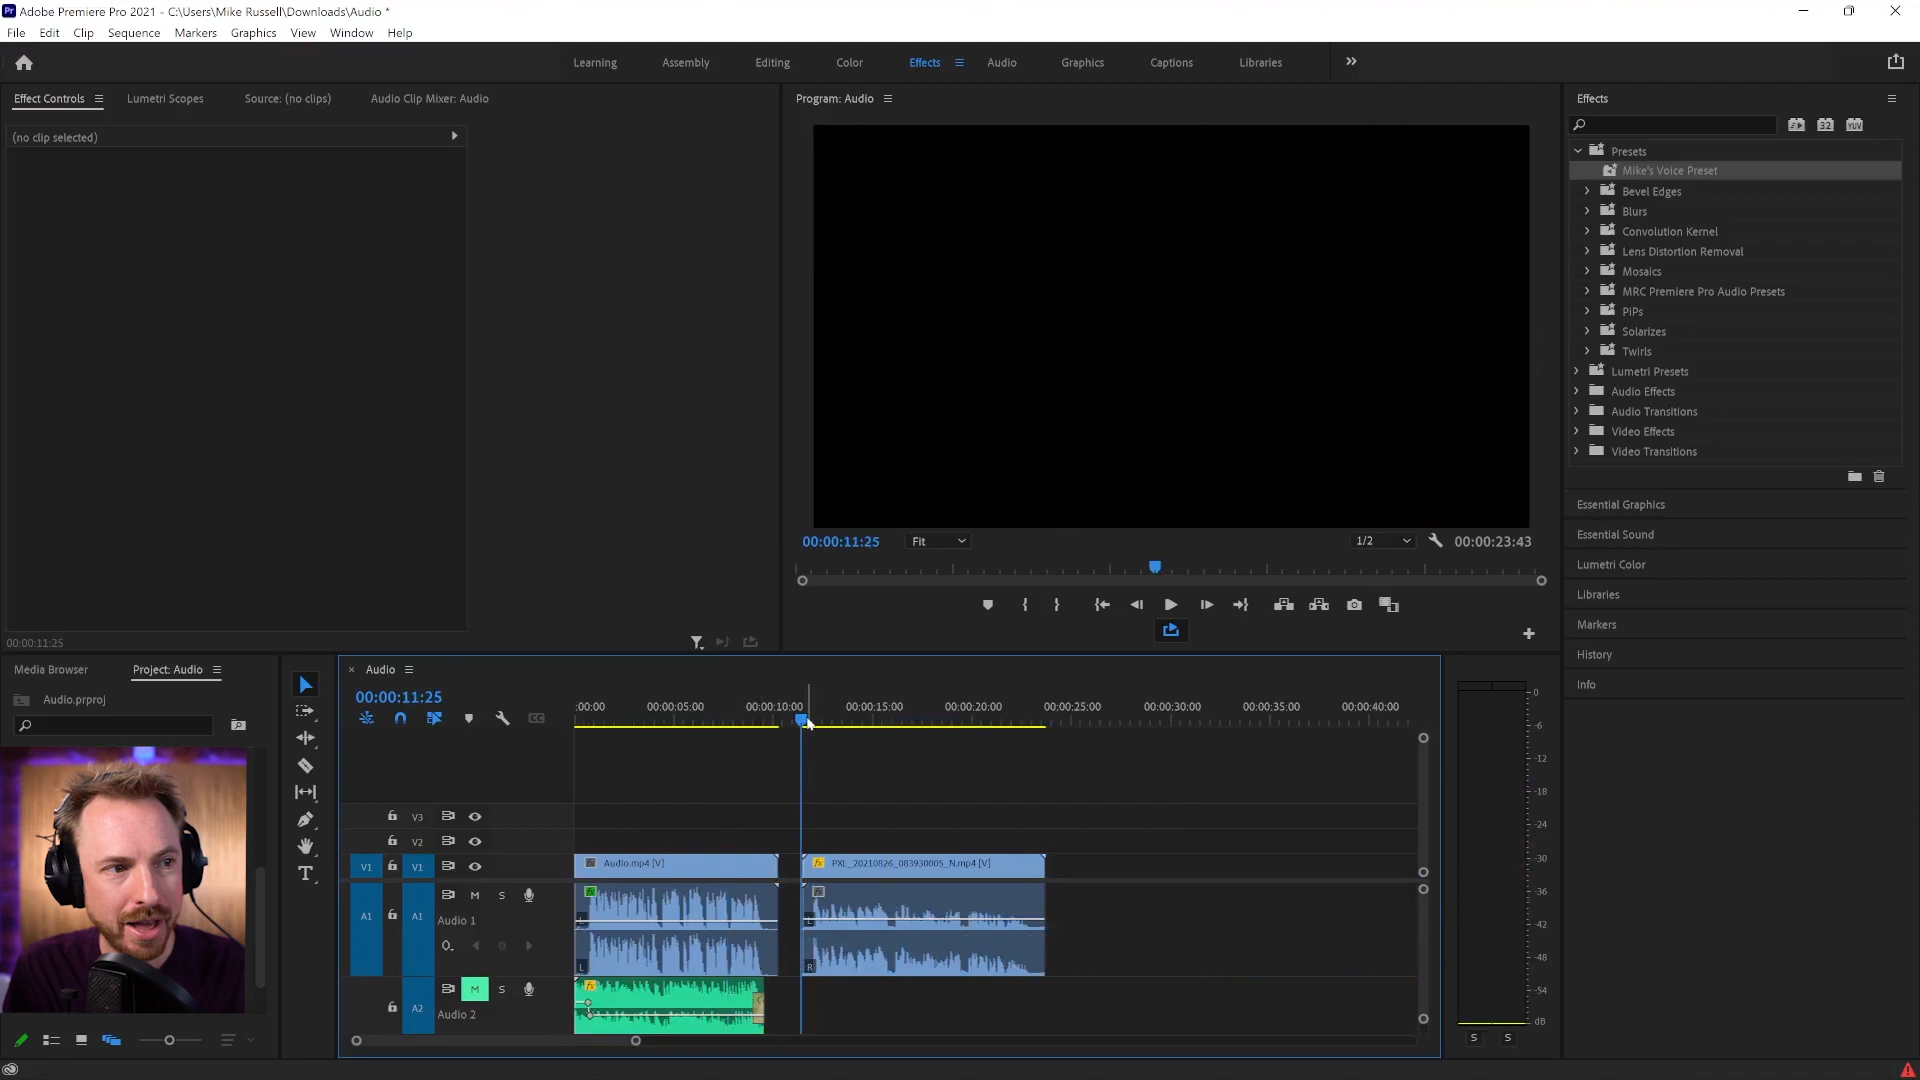 Adobe Premiere Pro 2021 - C:\Users\Mike Russell\Downloads\Audio *
File Edit Clip Sequence Markers Graphics View Window Help
Learning Assembly Editing Color Effects Audio Graphics Captions Libraries
Effect Controls Lumetri Scopes Source: (no clips) Audio Clip Mixer: Audio
(no clip selected)
00:00:11:25
Program: Audio
00:00:11:25 Fit 1/2 00:00:23:43
Effects
32 YUV
Presets
Mike's Voice Preset
Bevel Edges
Blurs
Convolution Kernel
Lens Distortion Removal
Mosaics
MRC Premiere Pro Audio Presets
PiPs
Solarizes
Twirls
Lumetri Presets
Audio Effects
Audio Transitions
Video Effects
Video Transitions
Essential Graphics
Essential Sound
Lumetri Color
Libraries
Markers
History
Info
Media Browser Project: Audio
Audio.prproj
Audio
00:00:11:25
:00:00 00:00:05:00 00:00:10:00 00:00:15:00 00:00:20:00 00:00:25:00 00:00:30:00 00:00:35:00 00:00:40:00
V3
V2
V1 V1 Audio.mp4 [V] PXL_20210826_083930005_N.mp4 [V]
A1 A1 M S
Audio 1
L L
L R
A2 M S
Audio 2
0
-6
-12
-18
-24
-30
-36
-42
-48
-54
dB
S S